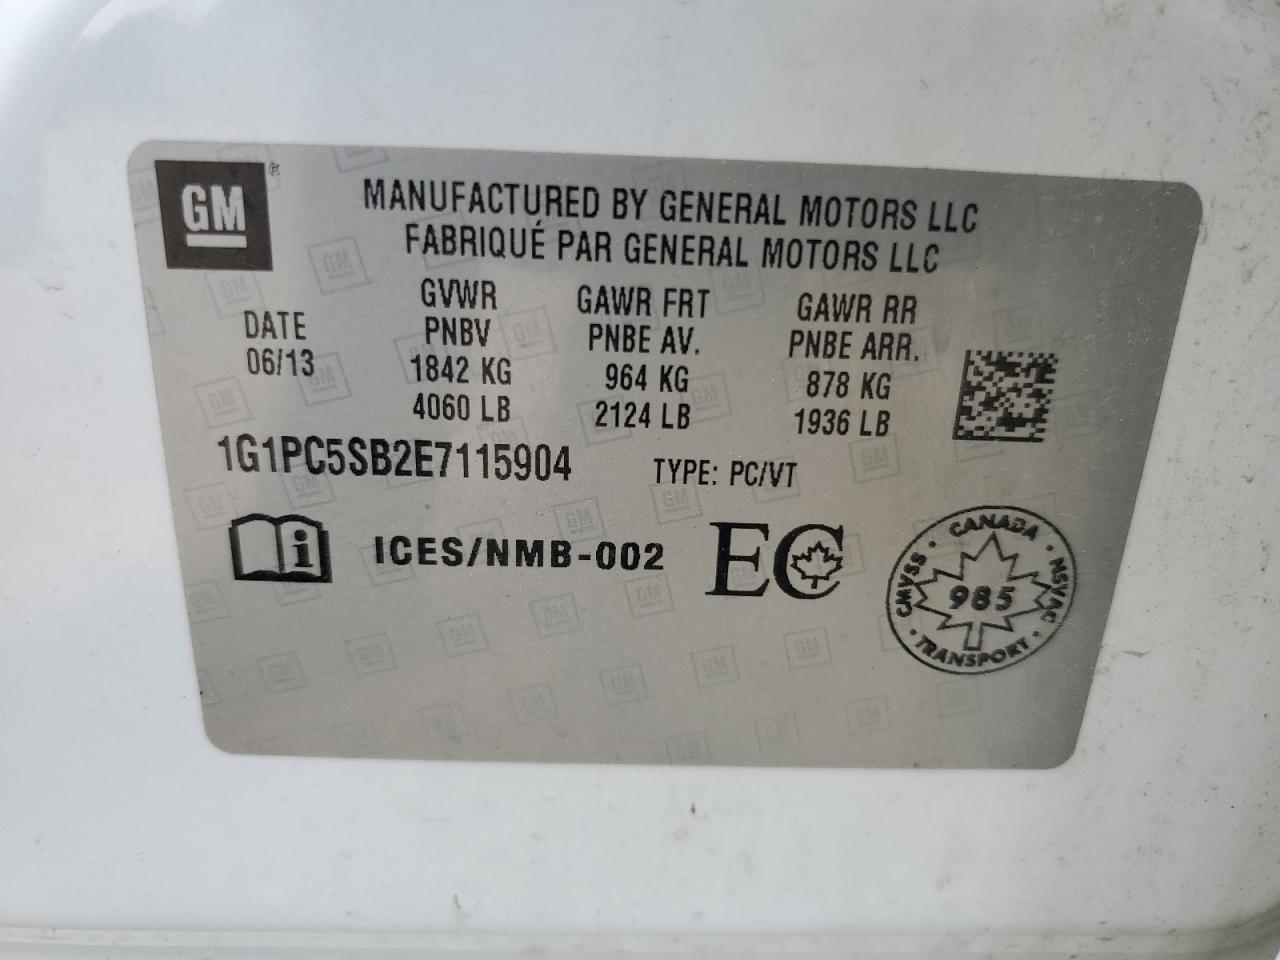 GM
MANUFACTURED BY GENERAL MOTORS LLC
FABRIQUÉ PAR GENERAL MOTORS LLC
DATE
06/13
GVWR
PNBV
1842 KG
4060 LB
GAWR FRT
PNBE AV.
964 KG
2124 LB
GAWR RR
PNBE ARR.
878 KG
1936 LB
1G1PC5SB2E7115904 TYPE: PC/VT
i ICES/NMB-002 EC
CANADA · NSVAC · TRANSPORT · CMVSS ·
985